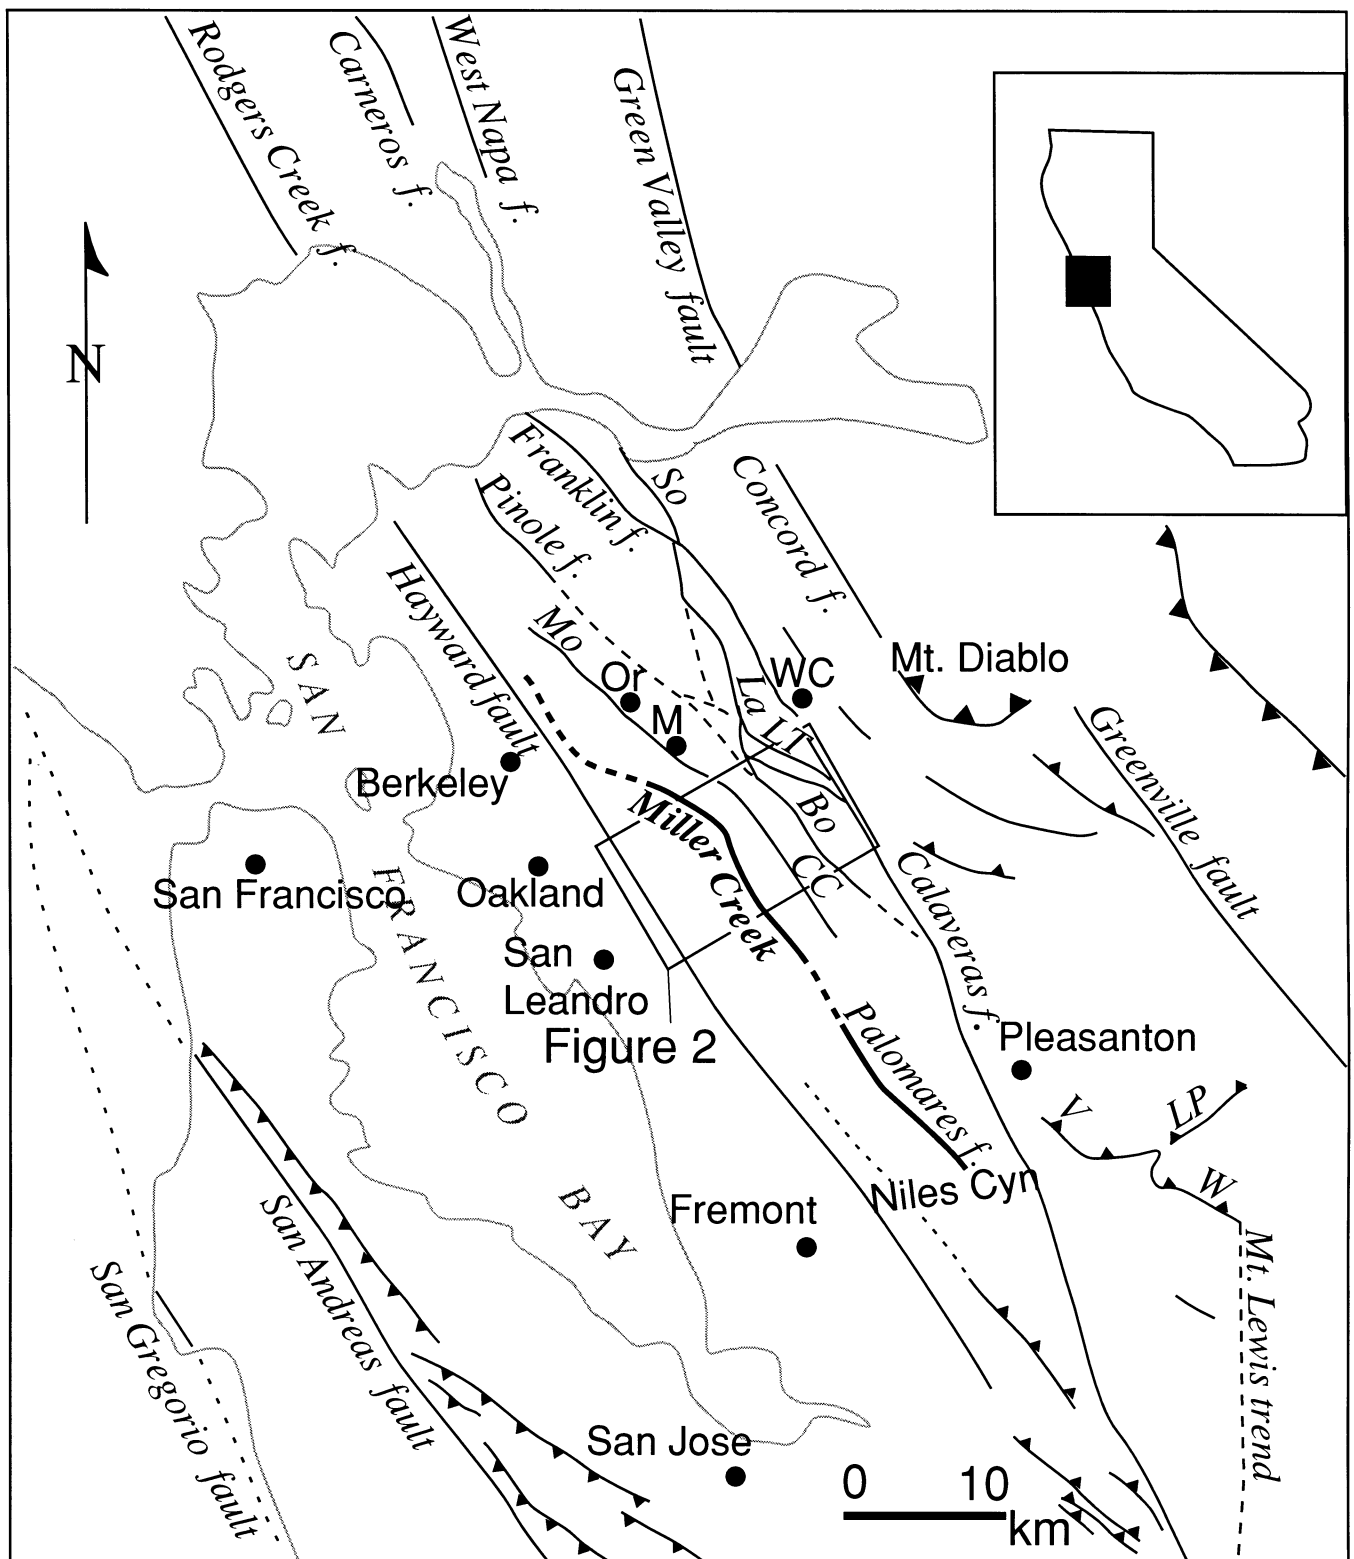 Rodgers Creek f.
Carneros f.
West Napa f.
Green Valley fault
N
Franklin f.
So
Concord f.
Pinole f.
Hayward fault
Mo
Or
WC
Mt. Diablo
La
M
LT
Greenville fault
Berkeley
Bo
Miller Creek
CC
Calaveras f.
San Francisco
Oakland
San
Leandro
Figure 2
SAN
FRANCISCO
BAY
Palomares f.
Pleasanton
V
LP
W
Niles Cyn
Fremont
San Andreas fault
San Gregorio fault
Mt. Lewis trend
San Jose
0 10
km